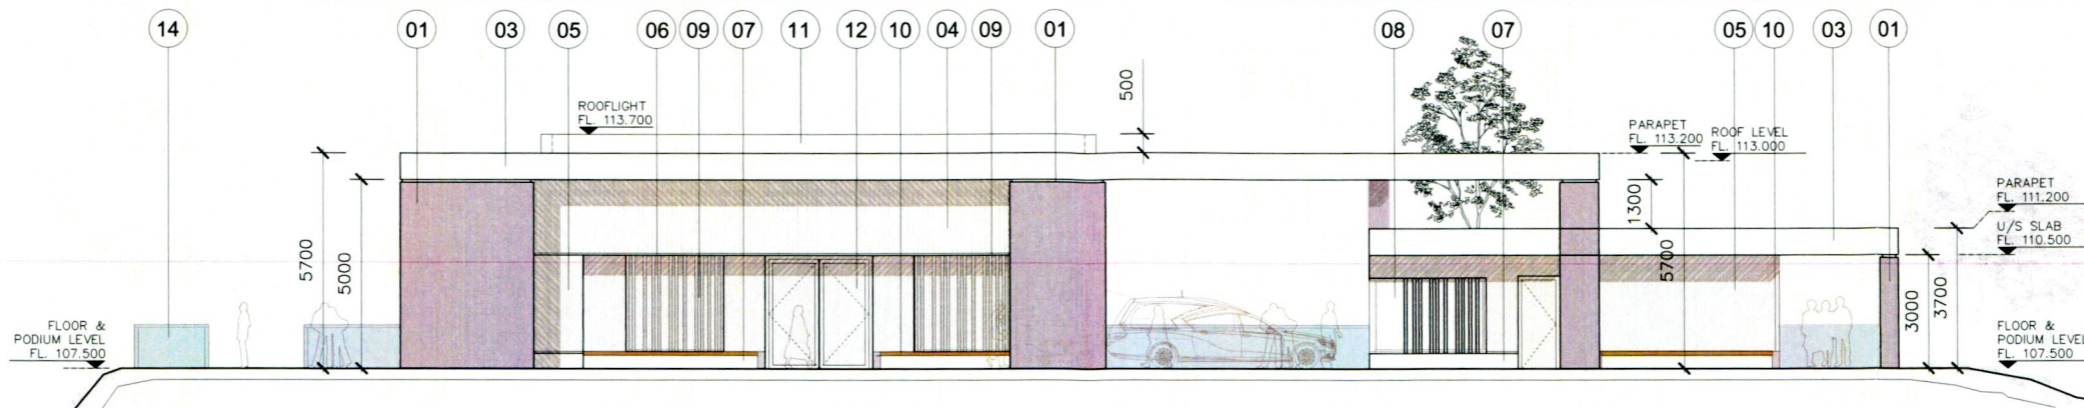 14 01 03 05 06 09 07 11 12 10 04 09 01 08 07 05 10 03 01
ROOFLIGHT
FL. 113.700
500
PARAPET
FL. 113.200
ROOF LEVEL
FL. 113.000
PARAPET
FL. 111.200
U/S SLAB
FL. 110.500
5700
5000
1300
5700
3000
3700
FLOOR &
PODIUM LEVEL
FL. 107.500
FLOOR &
PODIUM LEVEL
FL. 107.500